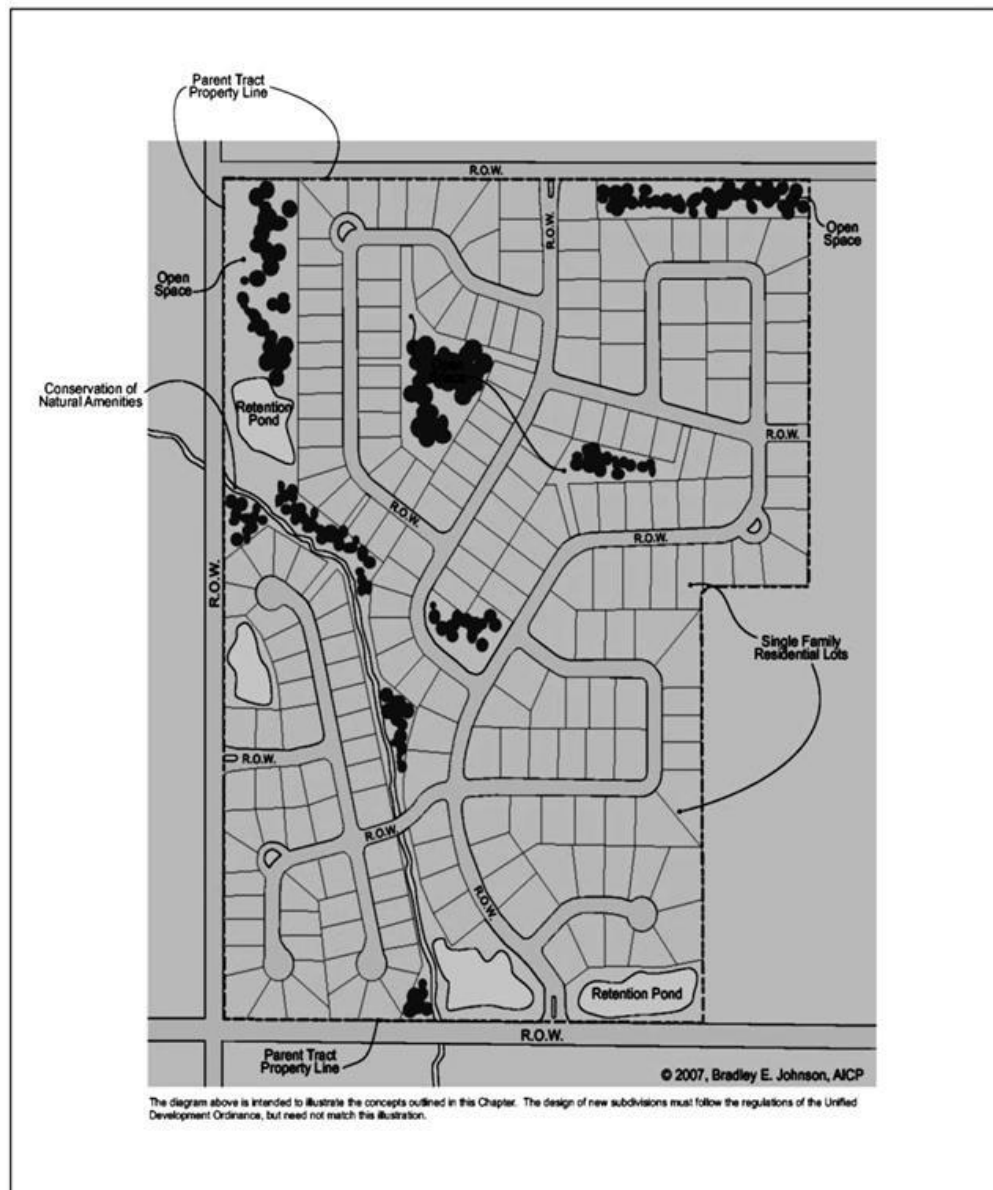 Parent Tract
Property Line
R.O.W.
R.O.W.
Open
Space
Open
Space
Open
Conservation of
Natural Amenities
Retention
Pond
R.O.W.
R.O.W.
R.O.W.
R.O.W.
Single Family
Residential Lots
R.O.W.
R.O.W.
R.O.W.
Retention Pond
R.O.W.
Parent Tract
Property Line
© 2007, Bradley E. Johnson, AICP
The diagram above is intended to illustrate the concepts outlined in this Chapter. The design of new subdivisions must follow the regulations of the Unified
Development Ordinance, but need not match this illustration.